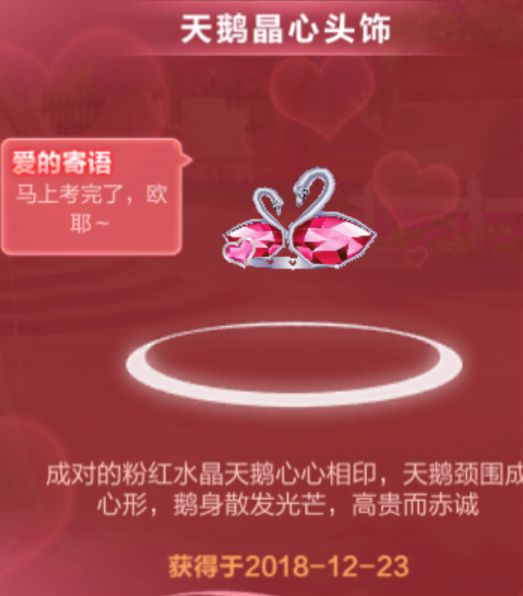 天鹅晶心头饰
爱的寄语
马上考完了，欧
耶~
成对的粉红水晶天鹅心心相印，天鹅颈围成
心形，鹅身散发光芒，高贵而赤诚
获得于2018-12-23